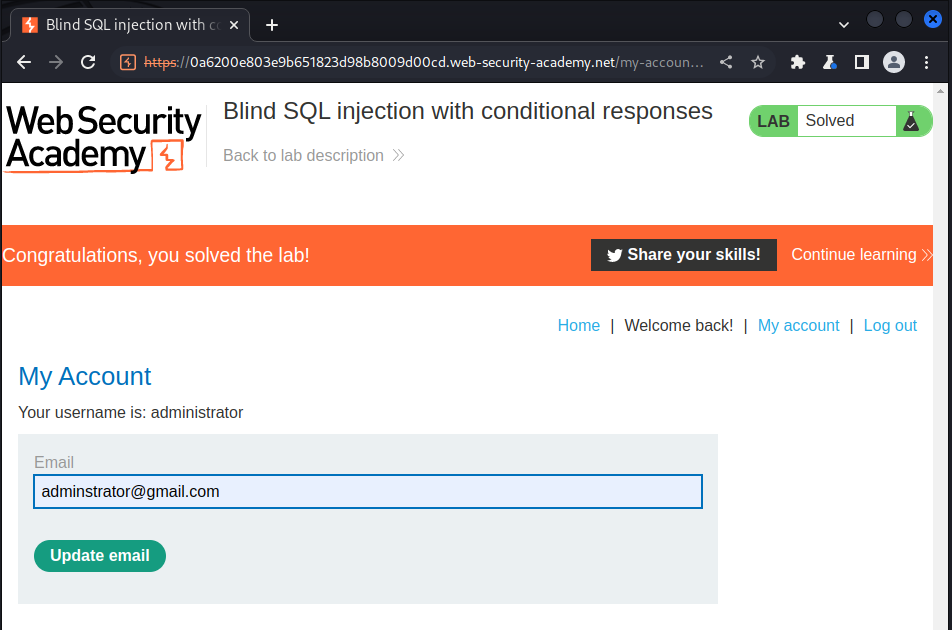 Blind SQL injection with co
https://0a6200e803e9b651823d98b8009d00cd.web-security-academy.net/my-accoun...
Web Security
Academy
Blind SQL injection with conditional responses
Back to lab description
LAB Solved
Congratulations, you solved the lab!
Share your skills!
Continue learning
Home | Welcome back! | My account | Log out
My Account
Your username is: administrator
Email
adminstrator@gmail.com
Update email